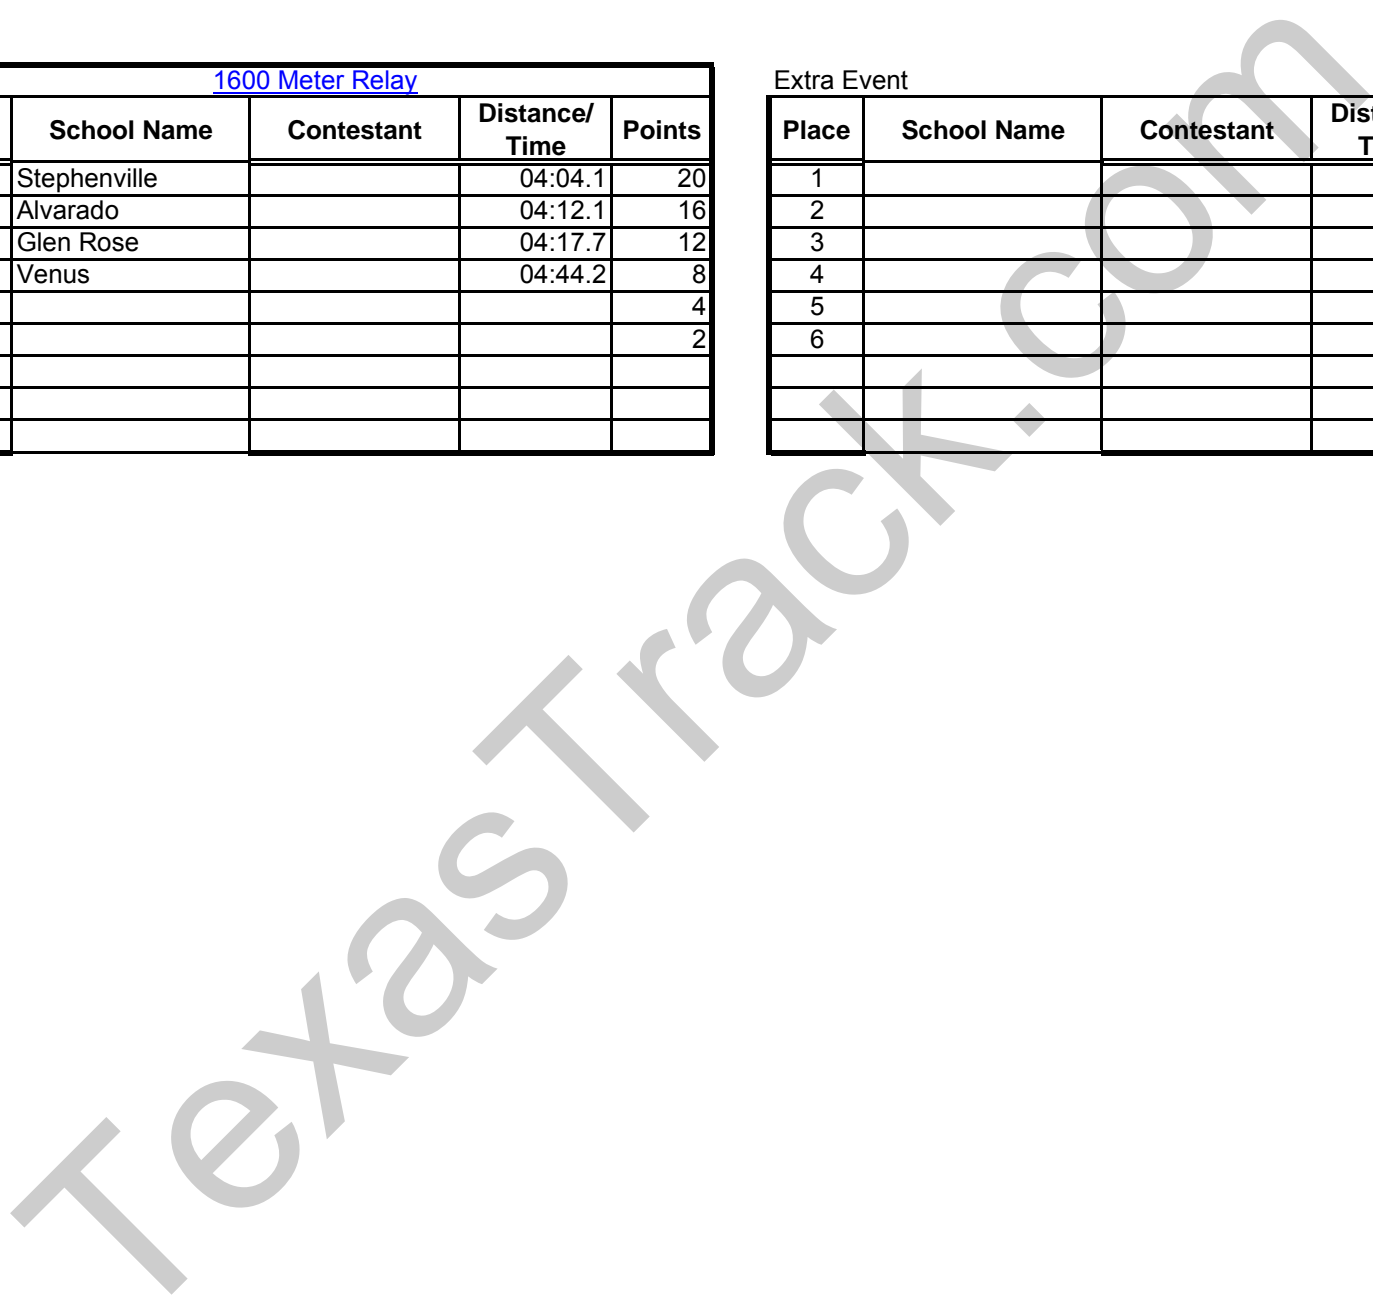 1600 Meter Relay
School Name Contestant Distance/ Time Points
Stephenville 04:04.1 20
Alvarado 04:12.1 16
Glen Rose 04:17.7 12
Venus 04:44.2 8
4
2
Extra Event
Place School Name Contestant
1
2
3
4
5
6
TexasTrack.com